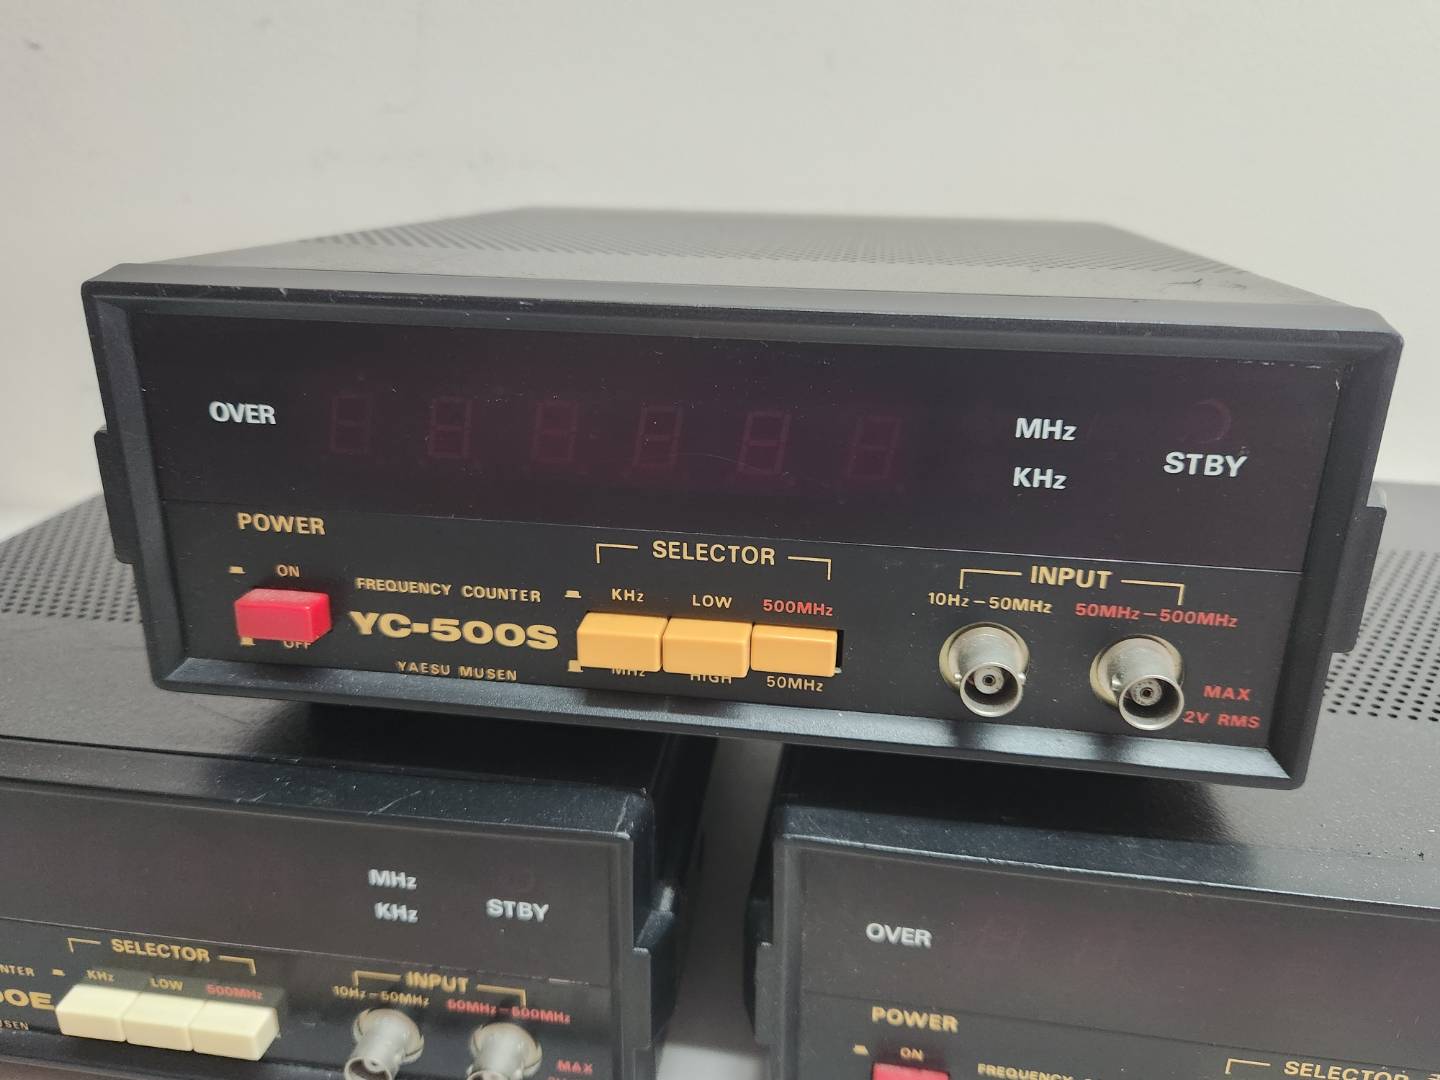 OVER
MHz
KHz
STBY
POWER
ON
OFF
FREQUENCY COUNTER
YC-500S
YAESU MUSEN
SELECTOR
KHz LOW 500MHz
MHz HIGH 50MHz
INPUT
10Hz-50MHz 50MHz-500MHz
MAX
2V RMS
MHz
KHz
STBY
SELECTOR
KHz LOW 500MHz
INPUT
10Hz-50MHz 50MHz-500MHz
MAX
OVER
POWER
ON
SELECTOR